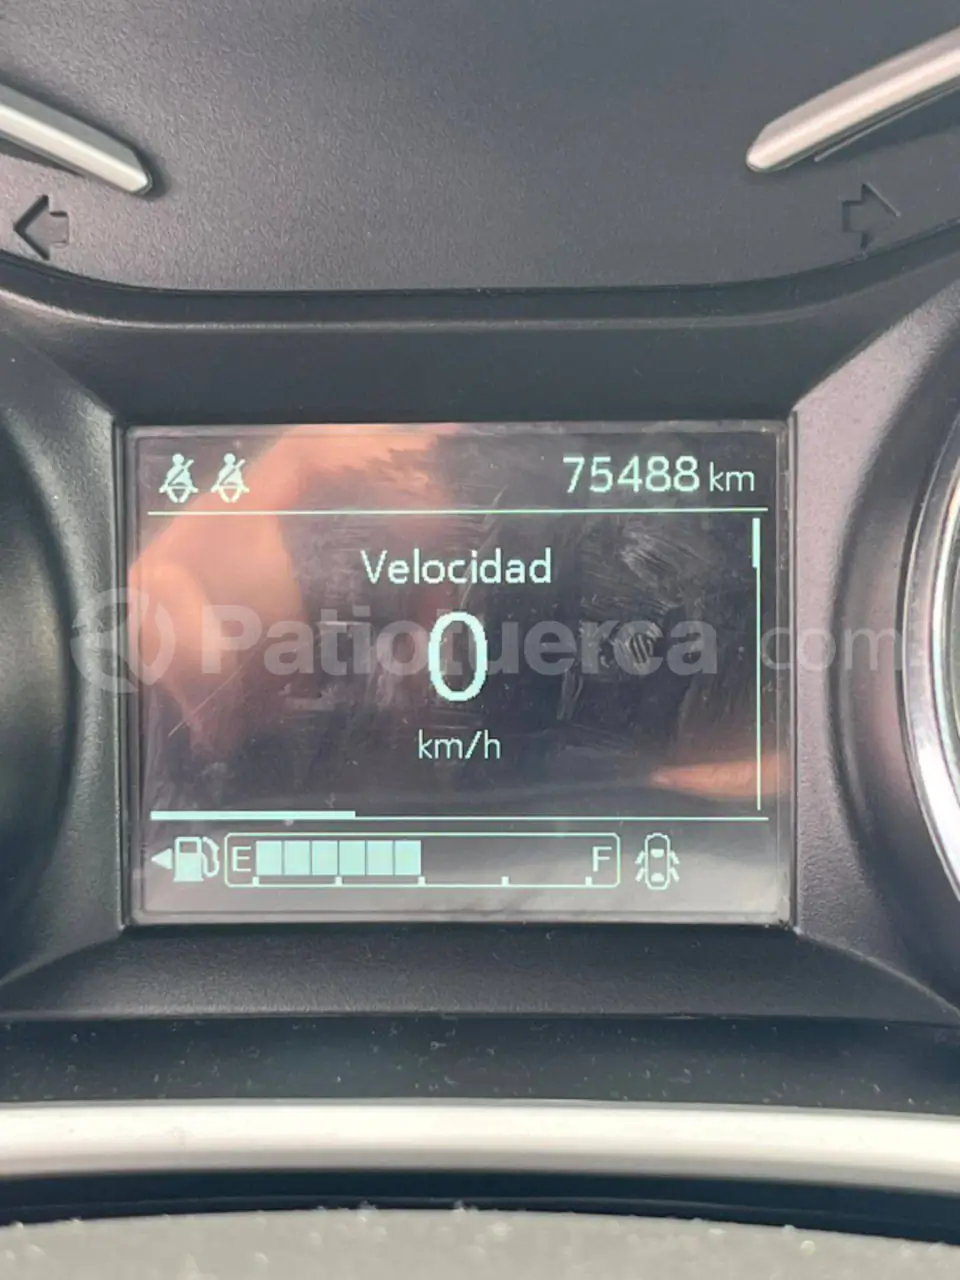 75488 km
Velocidad
0
Patiotuerca.com
km/h
E F